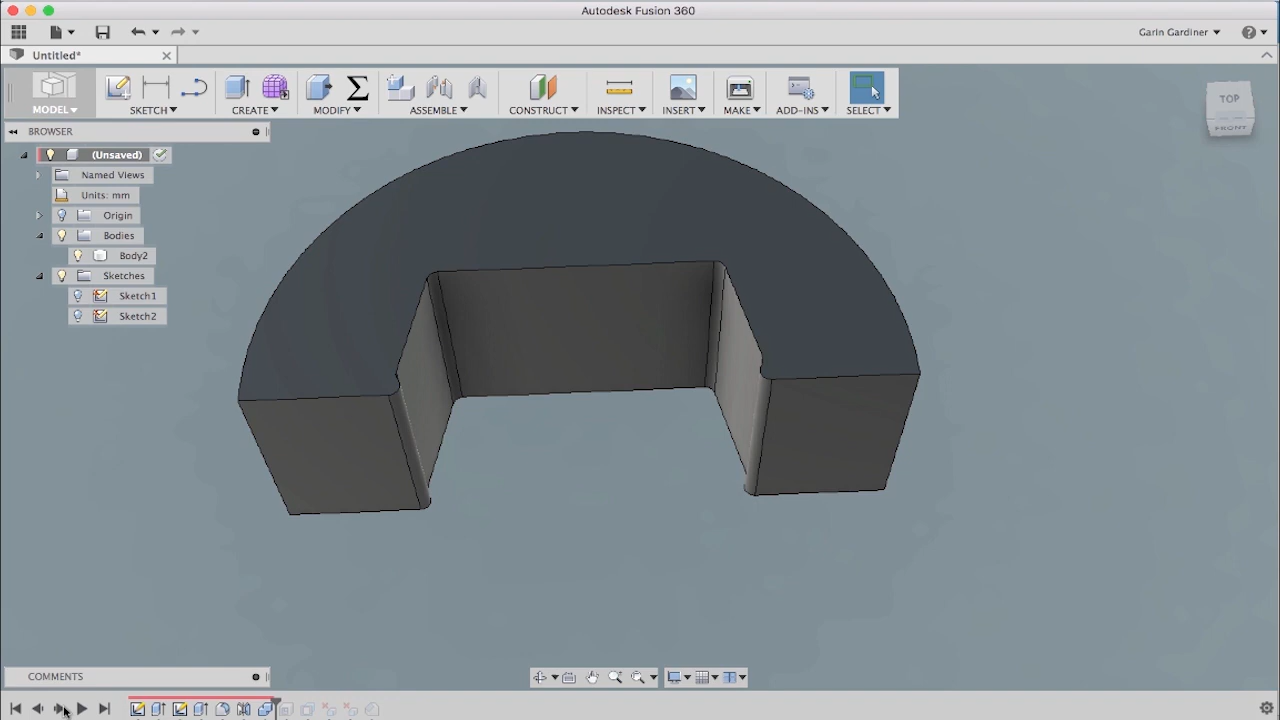 Autodesk Fusion 360
Garin Gardiner
Untitled*
MODEL
SKETCH
CREATE
MODIFY
ASSEMBLE
CONSTRUCT
INSPECT
INSERT
MAKE
ADD-INS
SELECT
TOP
FRONT
BROWSER
(Unsaved)
Named Views
Units: mm
Origin
Bodies
Body2
Sketches
Sketch1
Sketch2
COMMENTS